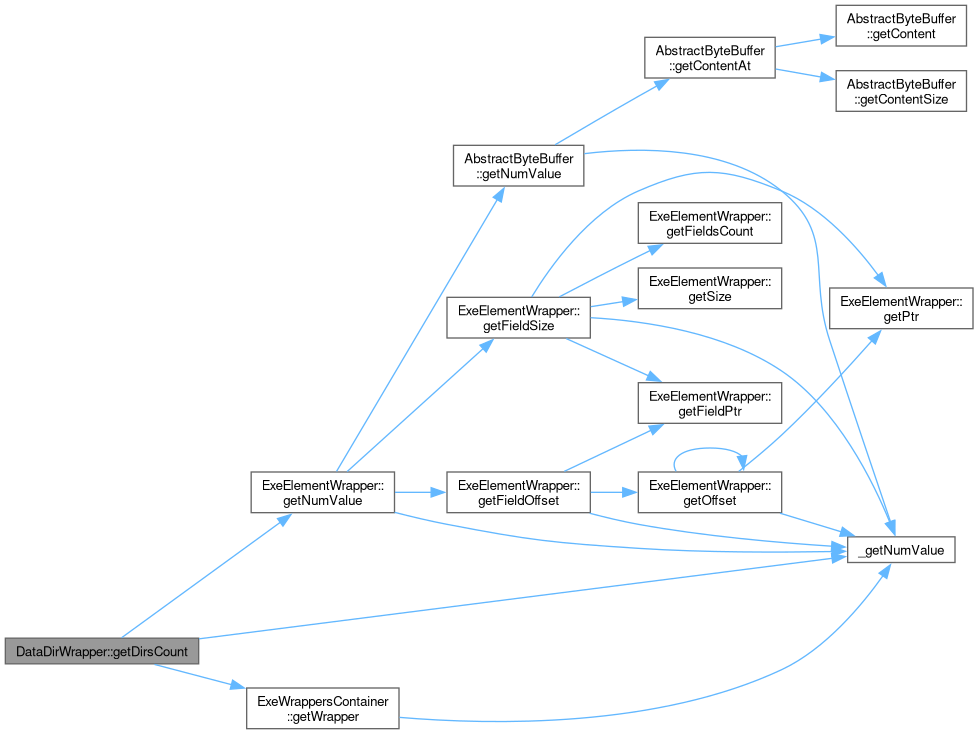 AbstractByteBuffer
::getContent
AbstractByteBuffer
::getContentAt
AbstractByteBuffer
::getContentSize
AbstractByteBuffer
::getNumValue
ExeElementWrapper::
getFieldsCount
ExeElementWrapper::
getSize
ExeElementWrapper::
getPtr
ExeElementWrapper::
getFieldSize
ExeElementWrapper::
getFieldPtr
ExeElementWrapper::
getNumValue
ExeElementWrapper::
getFieldOffset
ExeElementWrapper::
getOffset
_getNumValue
DataDirWrapper::getDirsCount
ExeWrappersContainer
::getWrapper